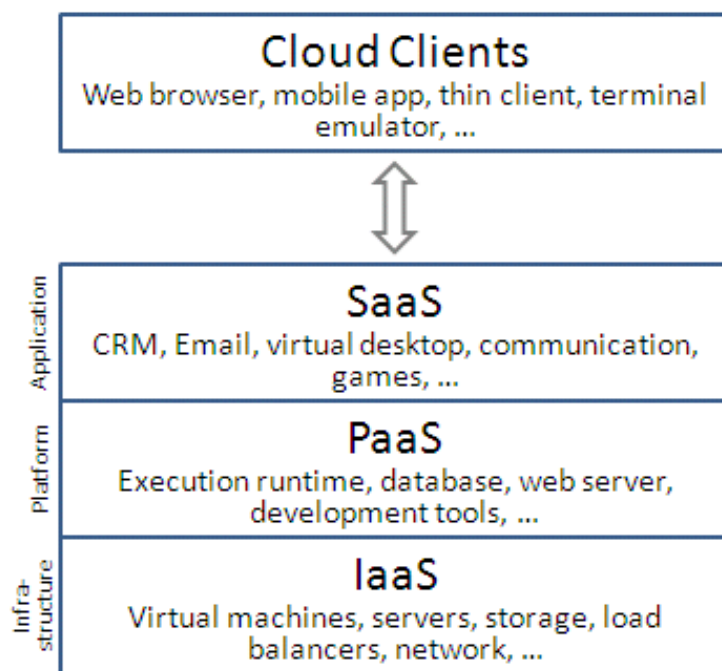 Cloud Clients
Web browser, mobile app, thin client, terminal
emulator, ...
Application
SaaS
CRM, Email, virtual desktop, communication,
games, ...
Platform
PaaS
Execution runtime, database, web server,
development tools, ...
Infra-
structure
IaaS
Virtual machines, servers, storage, load
balancers, network, ...